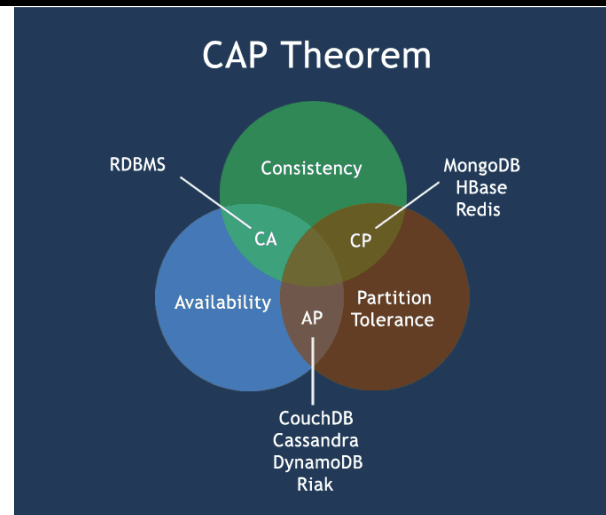 CAP Theorem
RDBMS
Consistency
MongoDB
HBase
Redis
CA
CP
Availability
Partition
Tolerance
AP
CouchDB
Cassandra
DynamoDB
Riak